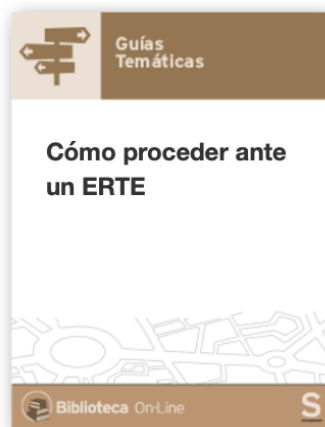 Guías
Temáticas
Cómo proceder ante
un ERTE
Biblioteca On·Line
S